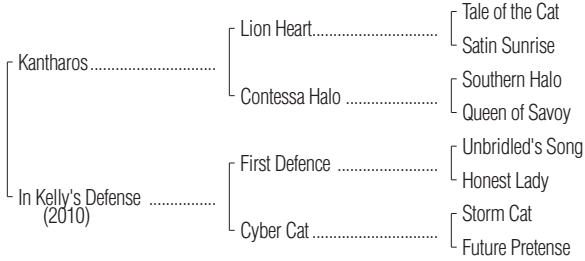 Tale of the Cat
Lion Heart
Satin Sunrise
Kantharos
Southern Halo
Contessa Halo
Queen of Savoy
Unbridled's Song
First Defence
Honest Lady
In Kelly's Defense
(2010)
Storm Cat
Cyber Cat
Future Pretense